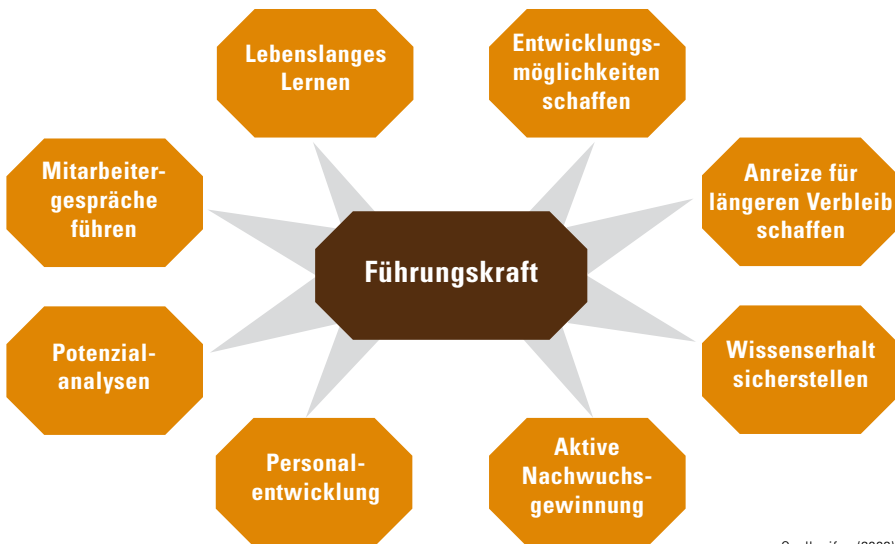 Lebenslanges
Lernen
Entwicklungs-
möglichkeiten
schaffen
Mitarbeiter-
gespräche
führen
Anreize für
längeren Verbleib
schaffen
Führungskraft
Potenzial-
analysen
Wissenserhalt
sicherstellen
Personal-
entwicklung
Aktive
Nachwuchs-
gewinnung